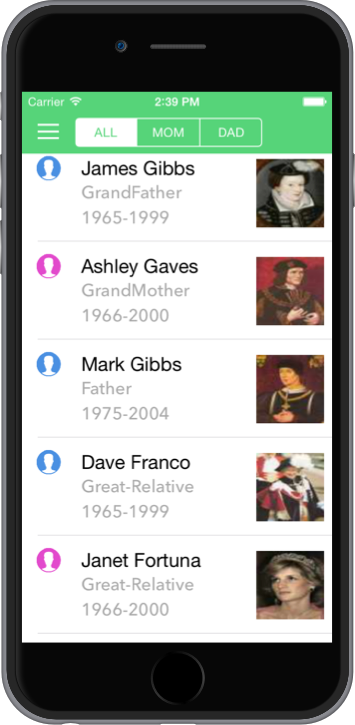 Carrier 2:39 PM
ALL MOM DAD
James Gibbs
GrandFather
1965-1999
Ashley Gaves
GrandMother
1966-2000
Mark Gibbs
Father
1975-2004
Dave Franco
Great-Relative
1965-1999
Janet Fortuna
Great-Relative
1966-2000